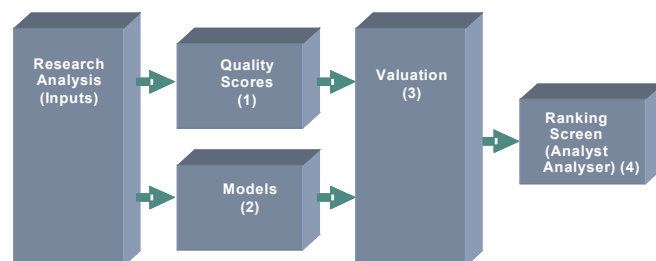 Research
Analysis
(Inputs)
Quality
Scores
(1)
Models
(2)
Valuation
(3)
Ranking
Screen
(Analyst
Analyser) (4)